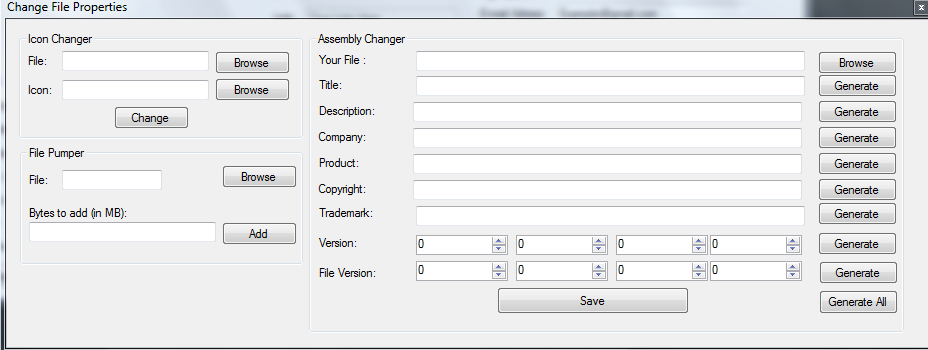 Change File Properties
x
Icon Changer
File:
Browse
Icon:
Browse
Change
File Pumper
File:
Browse
Bytes to add (in MB):
Add
Assembly Changer
Your File :
Browse
Title:
Generate
Description:
Generate
Company:
Generate
Product:
Generate
Copyright:
Generate
Trademark:
Generate
Version:
0
0
0
0
Generate
File Version:
0
0
0
0
Generate
Save
Generate All